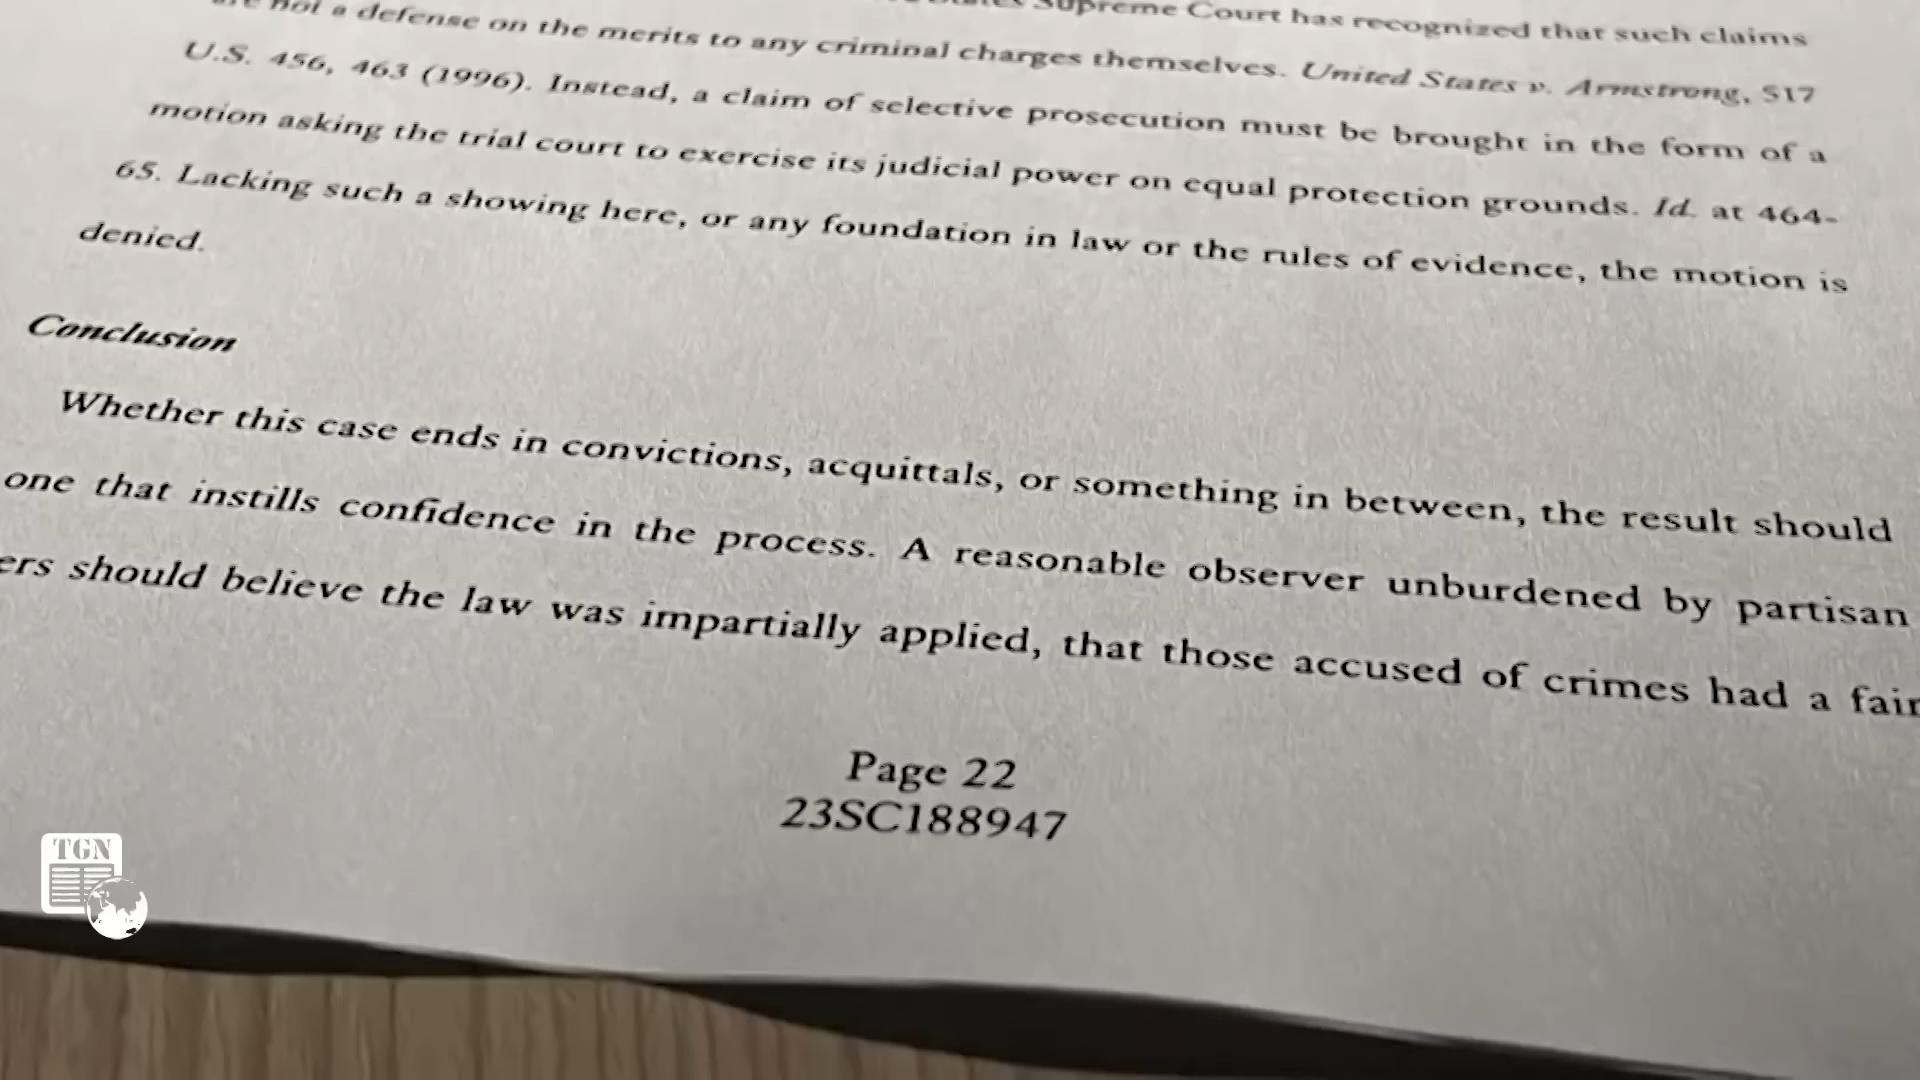 are not a defense on the merits to any criminal charges themselves. United States v. Armstrong, 517
Supreme Court has recognized that such claims
U.S. 456, 463 (1996). Instead, a claim of selective prosecution must be brought in the form of a
motion asking the trial court to exercise its judicial power on equal protection grounds. Id. at 464-
65. Lacking such a showing here, or any foundation in law or the rules of evidence, the motion is
denied.
Conclusion
Whether this case ends in convictions, acquittals, or something in between, the result should
one that instills confidence in the process. A reasonable observer unburdened by partisan
ers should believe the law was impartially applied, that those accused of crimes had a fair
Page 22
23SC188947
TGN